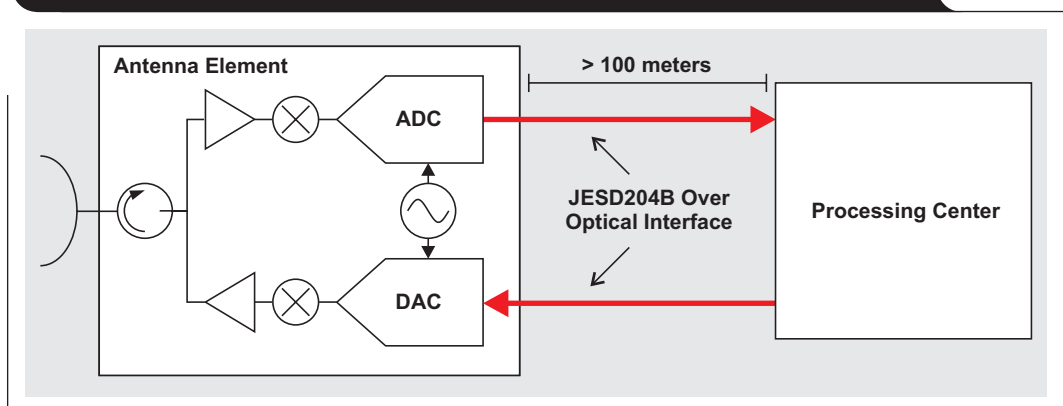 Antenna Element
> 100 meters
ADC
JESD204B Over
Optical Interface
Processing Center
DAC